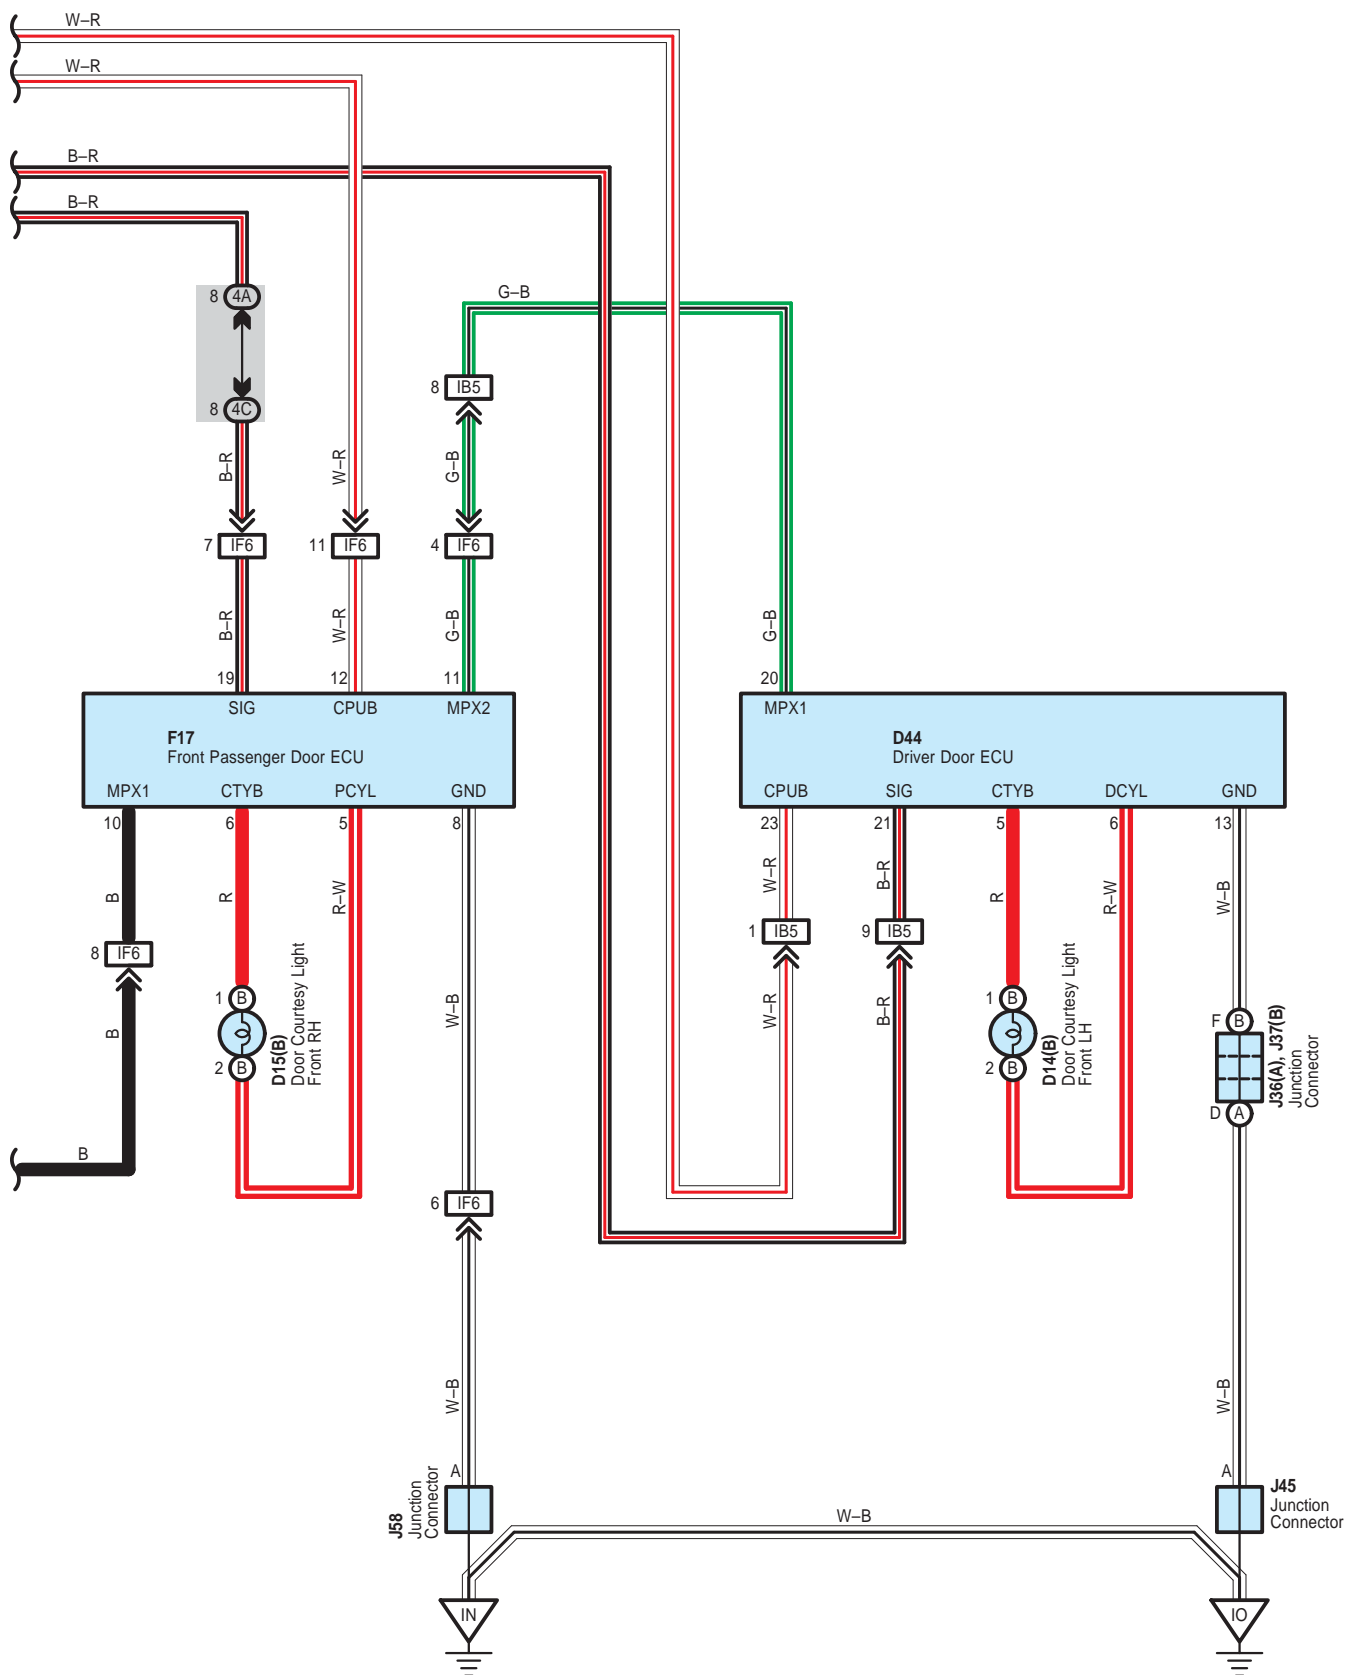 W–R
W–R
B–R
B–R
8 4A
G–B
8 IB5
8 4C
B–R
W–R
G–B
7 IF6
11 IF6
4 IF6
B–R
W–R
G–B
G–B
19
12
11
20
SIG
CPUB
MPX2
MPX1
F17
Front Passenger Door ECU
D44
Driver Door ECU
MPX1
CTYB
PCYL
GND
CPUB
SIG
CTYB
DCYL
GND
10
6
5
8
23
21
5
6
13
B
R
R–W
W–R
B–R
R
R–W
W–B
8 IF6
1 IB5
9 IB5
B
1 B
2 B
D15(B)
Door Courtesy Light
Front RH
W–B
W–R
B–R
1 B
2 B
D14(B)
Door Courtesy Light
Front LH
F B
D A
J36(A), J37(B)
Junction
Connector
B
6 IF6
W–B
W–B
A
J58
Junction
Connector
A
J45
Junction
Connector
W–B
IN
IO